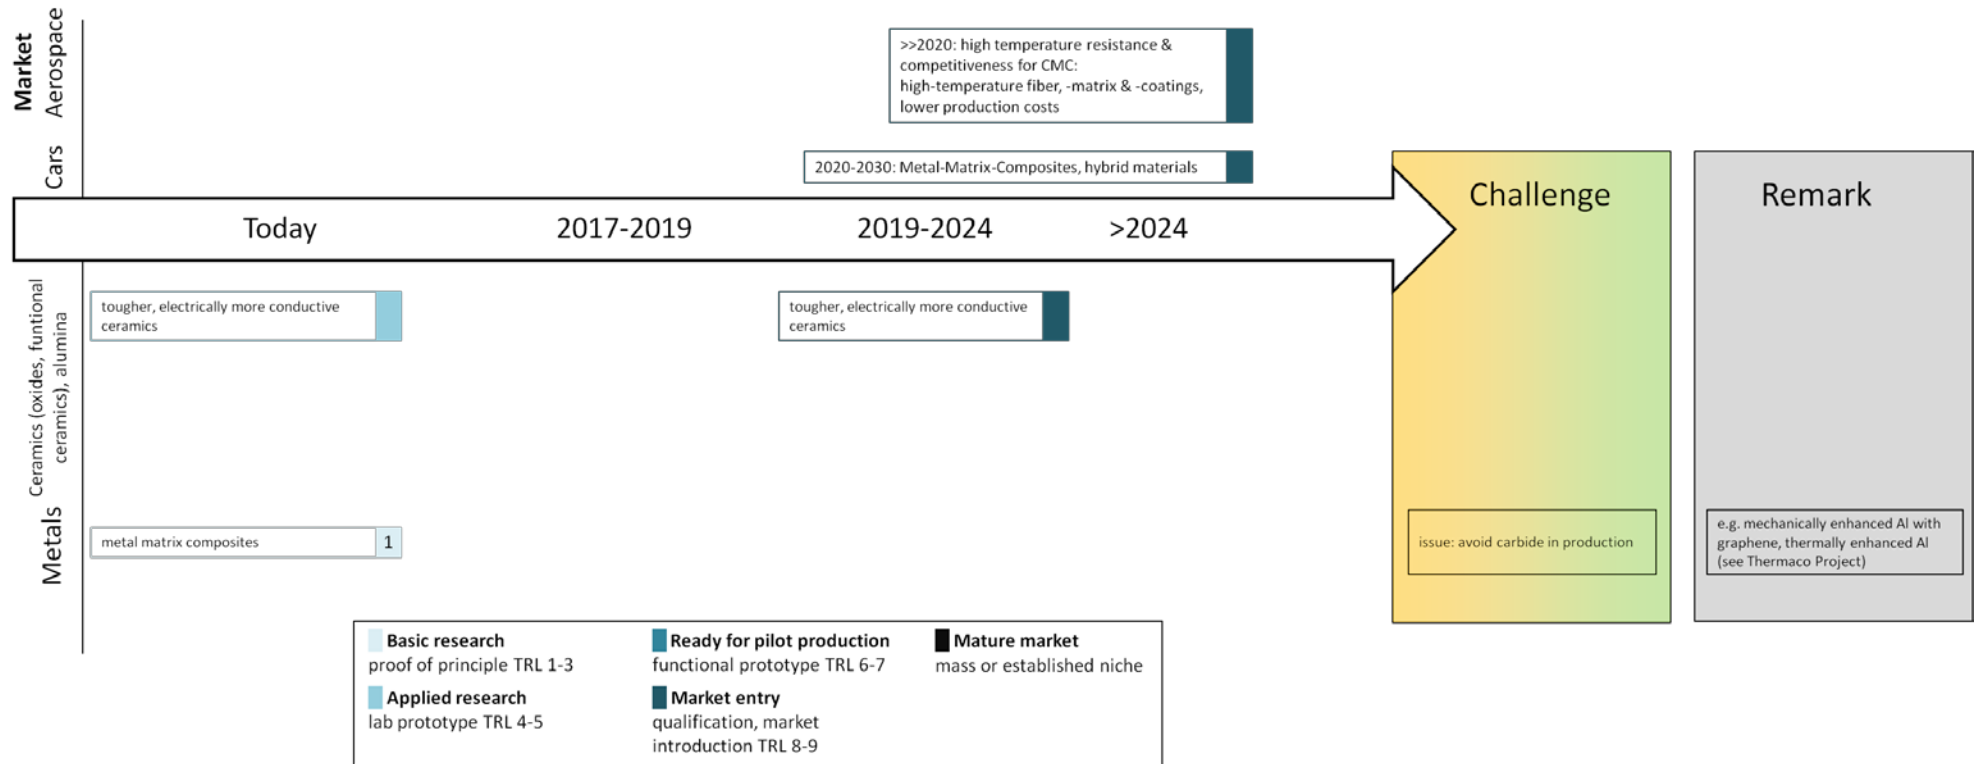 Market
Aerospace
>>2020: high temperature resistance &
competitiveness for CMC:
high-temperature fiber, -matrix & -coatings,
lower production costs
Cars
2020-2030: Metal-Matrix-Composites, hybrid materials
Today
2017-2019
2019-2024
>2024
Challenge
Remark
Ceramics (oxides, funtional
ceramics), alumina
tougher, electrically more conductive
ceramics
tougher, electrically more conductive
ceramics
Metals
metal matrix composites
1
issue: avoid carbide in production
e.g. mechanically enhanced Al with
graphene, thermally enhanced Al
(see Thermaco Project)
Basic research
proof of principle TRL 1-3
Applied research
lab prototype TRL 4-5
Ready for pilot production
functional prototype TRL 6-7
Market entry
qualification, market
introduction TRL 8-9
Mature market
mass or established niche